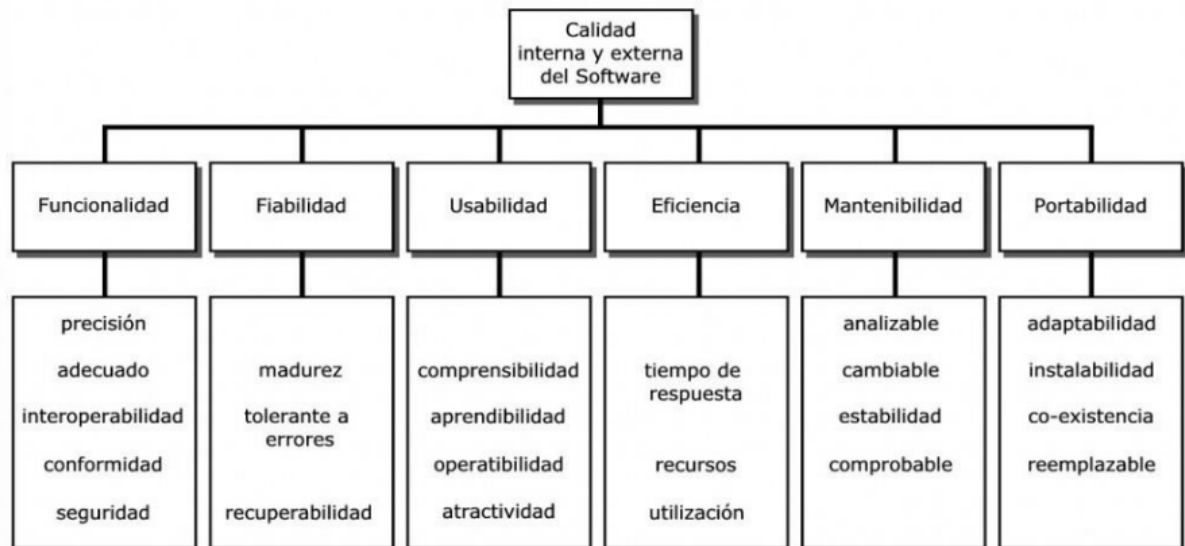 Calidad
interna y externa
del Software
Funcionalidad
Fiabilidad
Usabilidad
Eficiencia
Mantenibilidad
Portabilidad
precisión
adecuado
interoperabilidad
conformidad
seguridad
madurez
tolerante a
errores
recuperabilidad
comprensibilidad
aprendibilidad
operatibilidad
atractividad
tiempo de
respuesta
recursos
utilización
analizable
cambiable
estabilidad
comprobable
adaptabilidad
instalabilidad
co-existencia
reemplazable